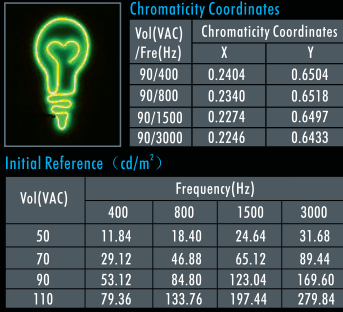 Chromaticity Coordinates
Vol(VAC) /Fre(Hz) Chromaticity Coordinates
X Y
90/400 0.2404 0.6504
90/800 0.2340 0.6518
90/1500 0.2274 0.6497
90/3000 0.2246 0.6433
Initial Reference（cd/m²）
Vol(VAC) Frequency(Hz)
400 800 1500 3000
50 11.84 18.40 24.64 31.68
70 29.12 46.88 65.12 89.44
90 53.12 84.80 123.04 169.60
110 79.36 133.76 197.44 279.84